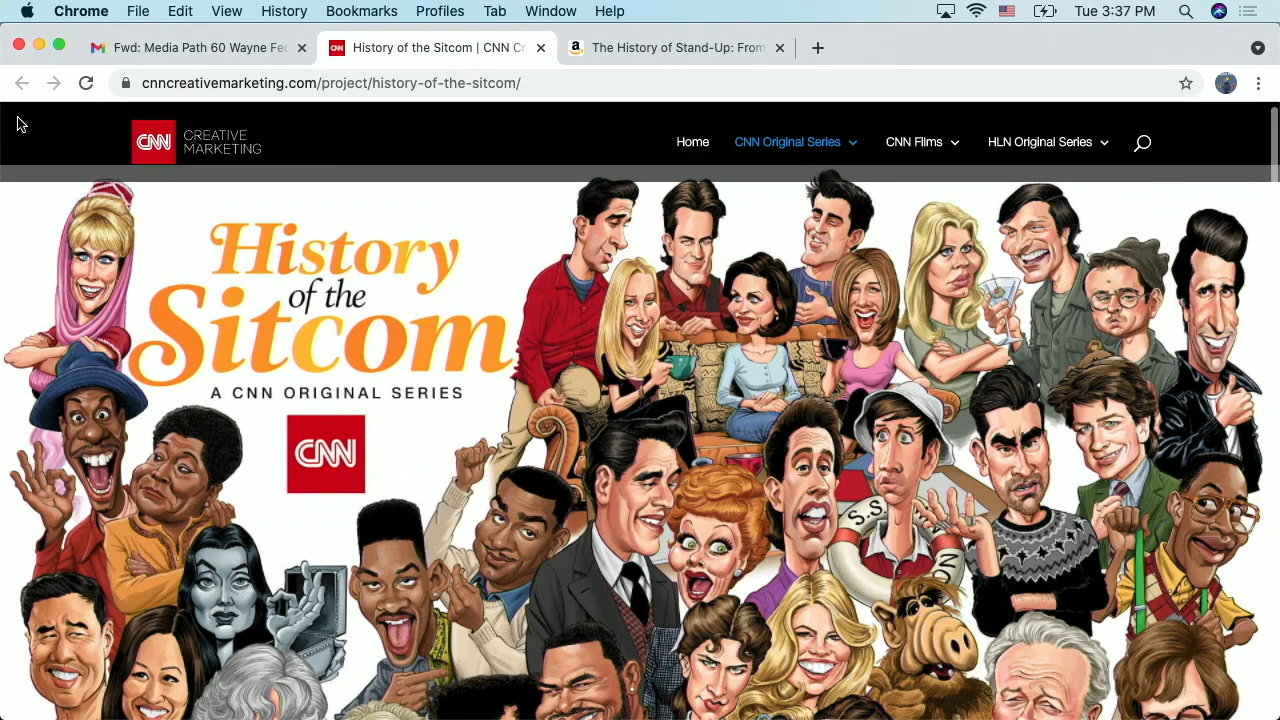 Chrome File Edit View History Bookmarks Profiles Tab Window Help Tue 3:37 PM
Fwd: Media Path 60 Wayne Fed
CNN History of the Sitcom | CNN Cr
a The History of Stand-Up: From
cnncreativemarketing.com/project/history-of-the-sitcom/
CNN CREATIVE
MARKETING
Home CNN Original Series CNN Films HLN Original Series
History
of the
Sitcom
A CNN ORIGINAL SERIES
CNN
S.S.
ON